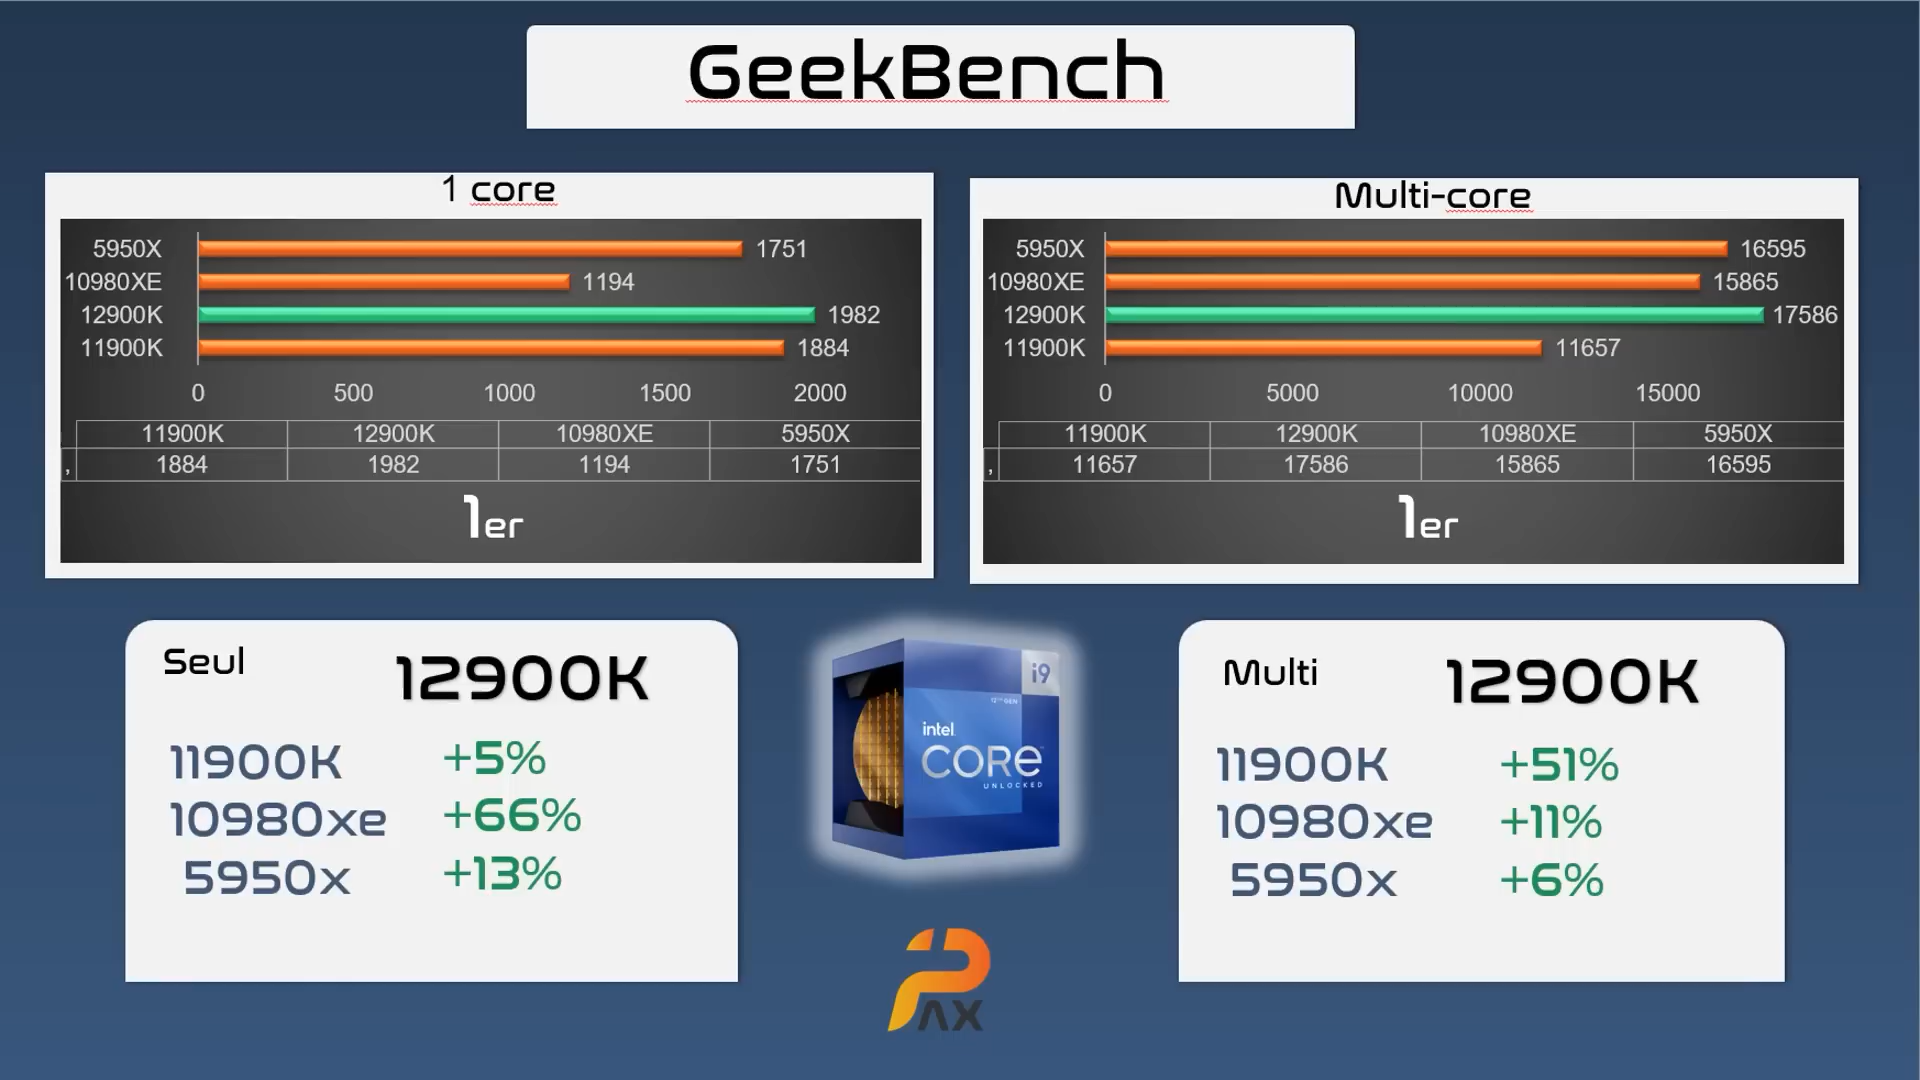 GeekBench
1 core
5950X 1751
10980XE 1194
12900K 1982
11900K 1884
0 500 1000 1500 2000
11900K 12900K 10980XE 5950X
, 1884 1982 1194 1751
1er
Multi-core
5950X 16595
10980XE 15865
12900K 17586
11900K 11657
0 5000 10000 15000
11900K 12900K 10980XE 5950X
, 11657 17586 15865 16595
1er
Seul 12900K
11900K +5%
10980xe +66%
5950x +13%
i9
12TH GEN
intel
CORE
UNLOCKED
PAX
Multi 12900K
11900K +51%
10980xe +11%
5950x +6%